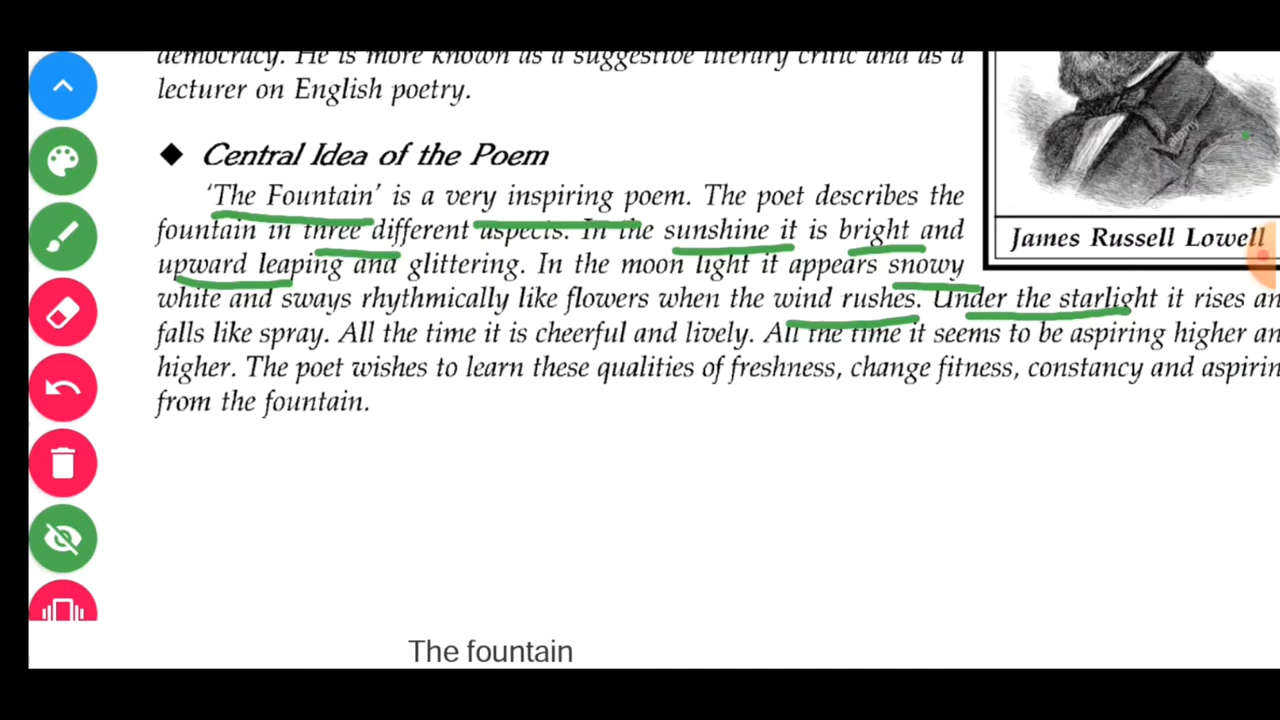 democracy. He is more known as a suggestive literary critic and as a
lecturer on English poetry.
◆ Central Idea of the Poem
'The Fountain' is a very inspiring poem. The poet describes the
fountain in three different aspects. In the sunshine it is bright and
upward leaping and glittering. In the moon light it appears snowy
white and sways rhythmically like flowers when the wind rushes. Under the starlight it rises an
falls like spray. All the time it is cheerful and lively. All the time it seems to be aspiring higher an
higher. The poet wishes to learn these qualities of freshness, change fitness, constancy and aspirin
from the fountain.
James Russell Lowell
The fountain